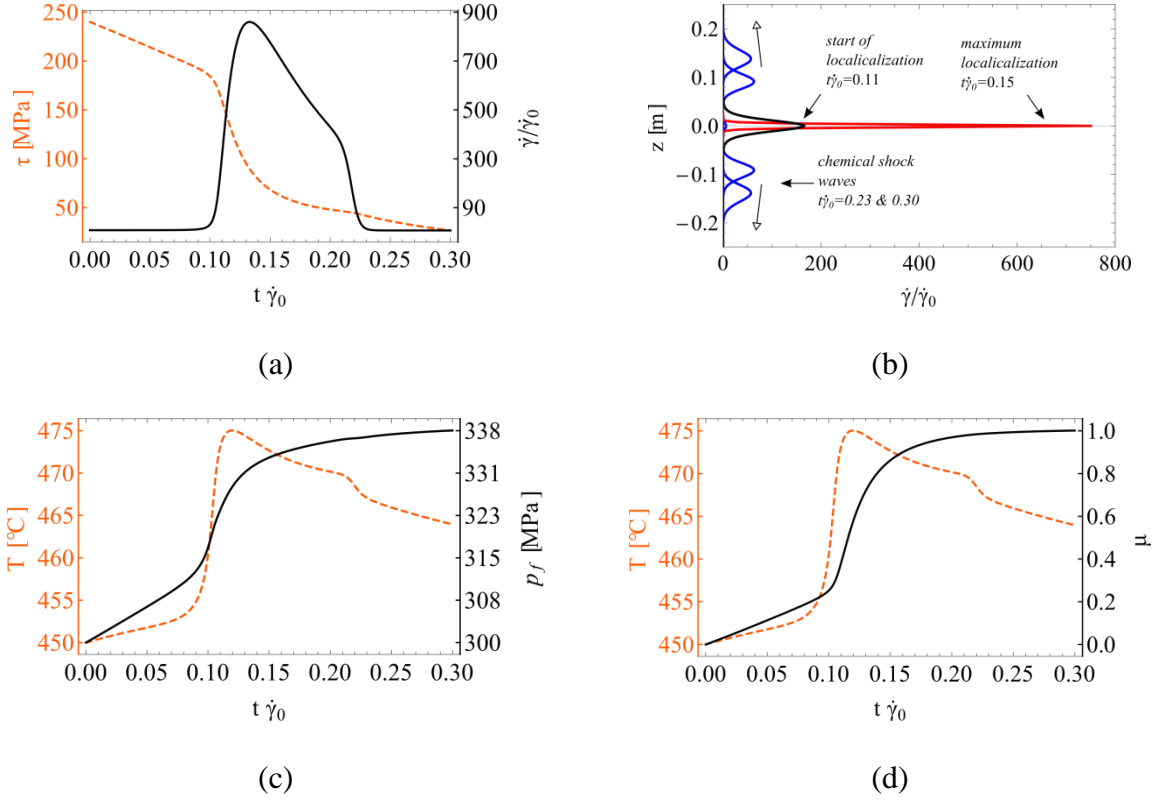 250
200
150
100
50
τ [MPa]
900
700
500
300
90
γ̇/γ̇0
0.00 0.05 0.10 0.15 0.20 0.25 0.30
t γ̇0
(a)
0.2
0.1
0.0
−0.1
−0.2
z [m]
start of
localicalization
tγ̇0=0.11
maximum
localicalization
tγ̇0=0.15
chemical shock
waves
tγ̇0=0.23 & 0.30
0 200 400 600 800
γ̇/γ̇0
(b)
475
470
465
460
455
450
T [°C]
338
331
323
315
308
300
pf [MPa]
0.00 0.05 0.10 0.15 0.20 0.25 0.30
t γ̇0
(c)
475
470
465
460
455
450
T [°C]
1.0
0.8
0.6
0.4
0.2
0.0
μ
0.00 0.05 0.10 0.15 0.20 0.25 0.30
t γ̇0
(d)